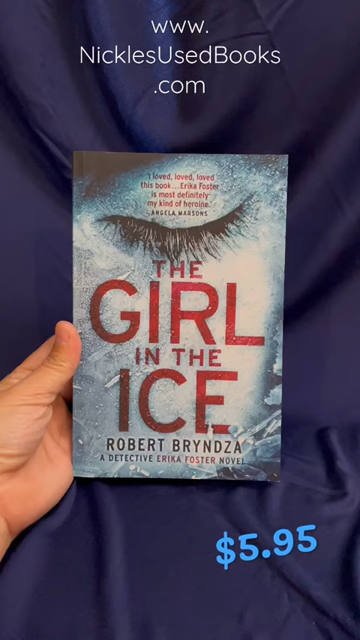 www.
NicklesUsedBooks
.com
'I loved, loved, loved
this book...Erika Foster
is most definitely
my kind of heroine.'
ANGELA MARSONS
THE
GIRL
IN THE
ICE
ROBERT BRYNDZA
A DETECTIVE ERIKA FOSTER NOVEL
$5.95